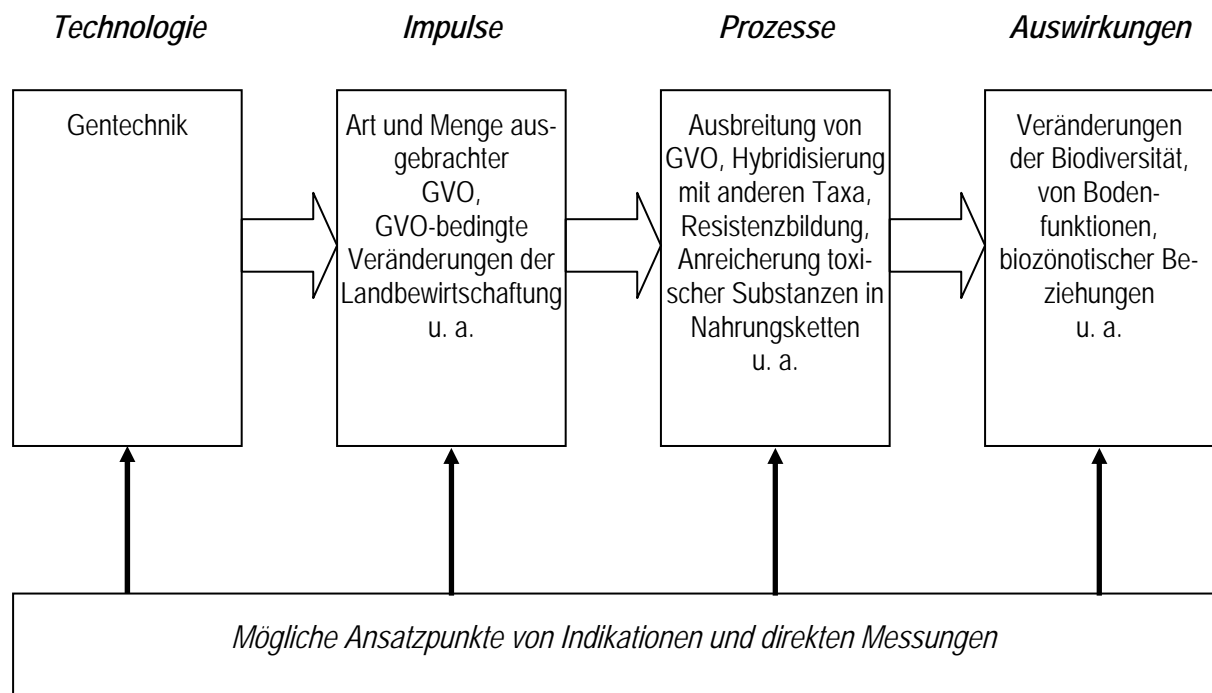 Technologie
Impulse
Prozesse
Auswirkungen
Gentechnik
Art und Menge aus-
gebrachter
GVO,
GVO-bedingte
Veränderungen der
Landbewirtschaftung
u. a.
Ausbreitung von
GVO, Hybridisierung
mit anderen Taxa,
Resistenzbildung,
Anreicherung toxi-
scher Substanzen in
Nahrungsketten
u. a.
Veränderungen
der Biodiversität,
von Boden-
funktionen,
biozönotischer Be-
ziehungen
u. a.
Mögliche Ansatzpunkte von Indikationen und direkten Messungen